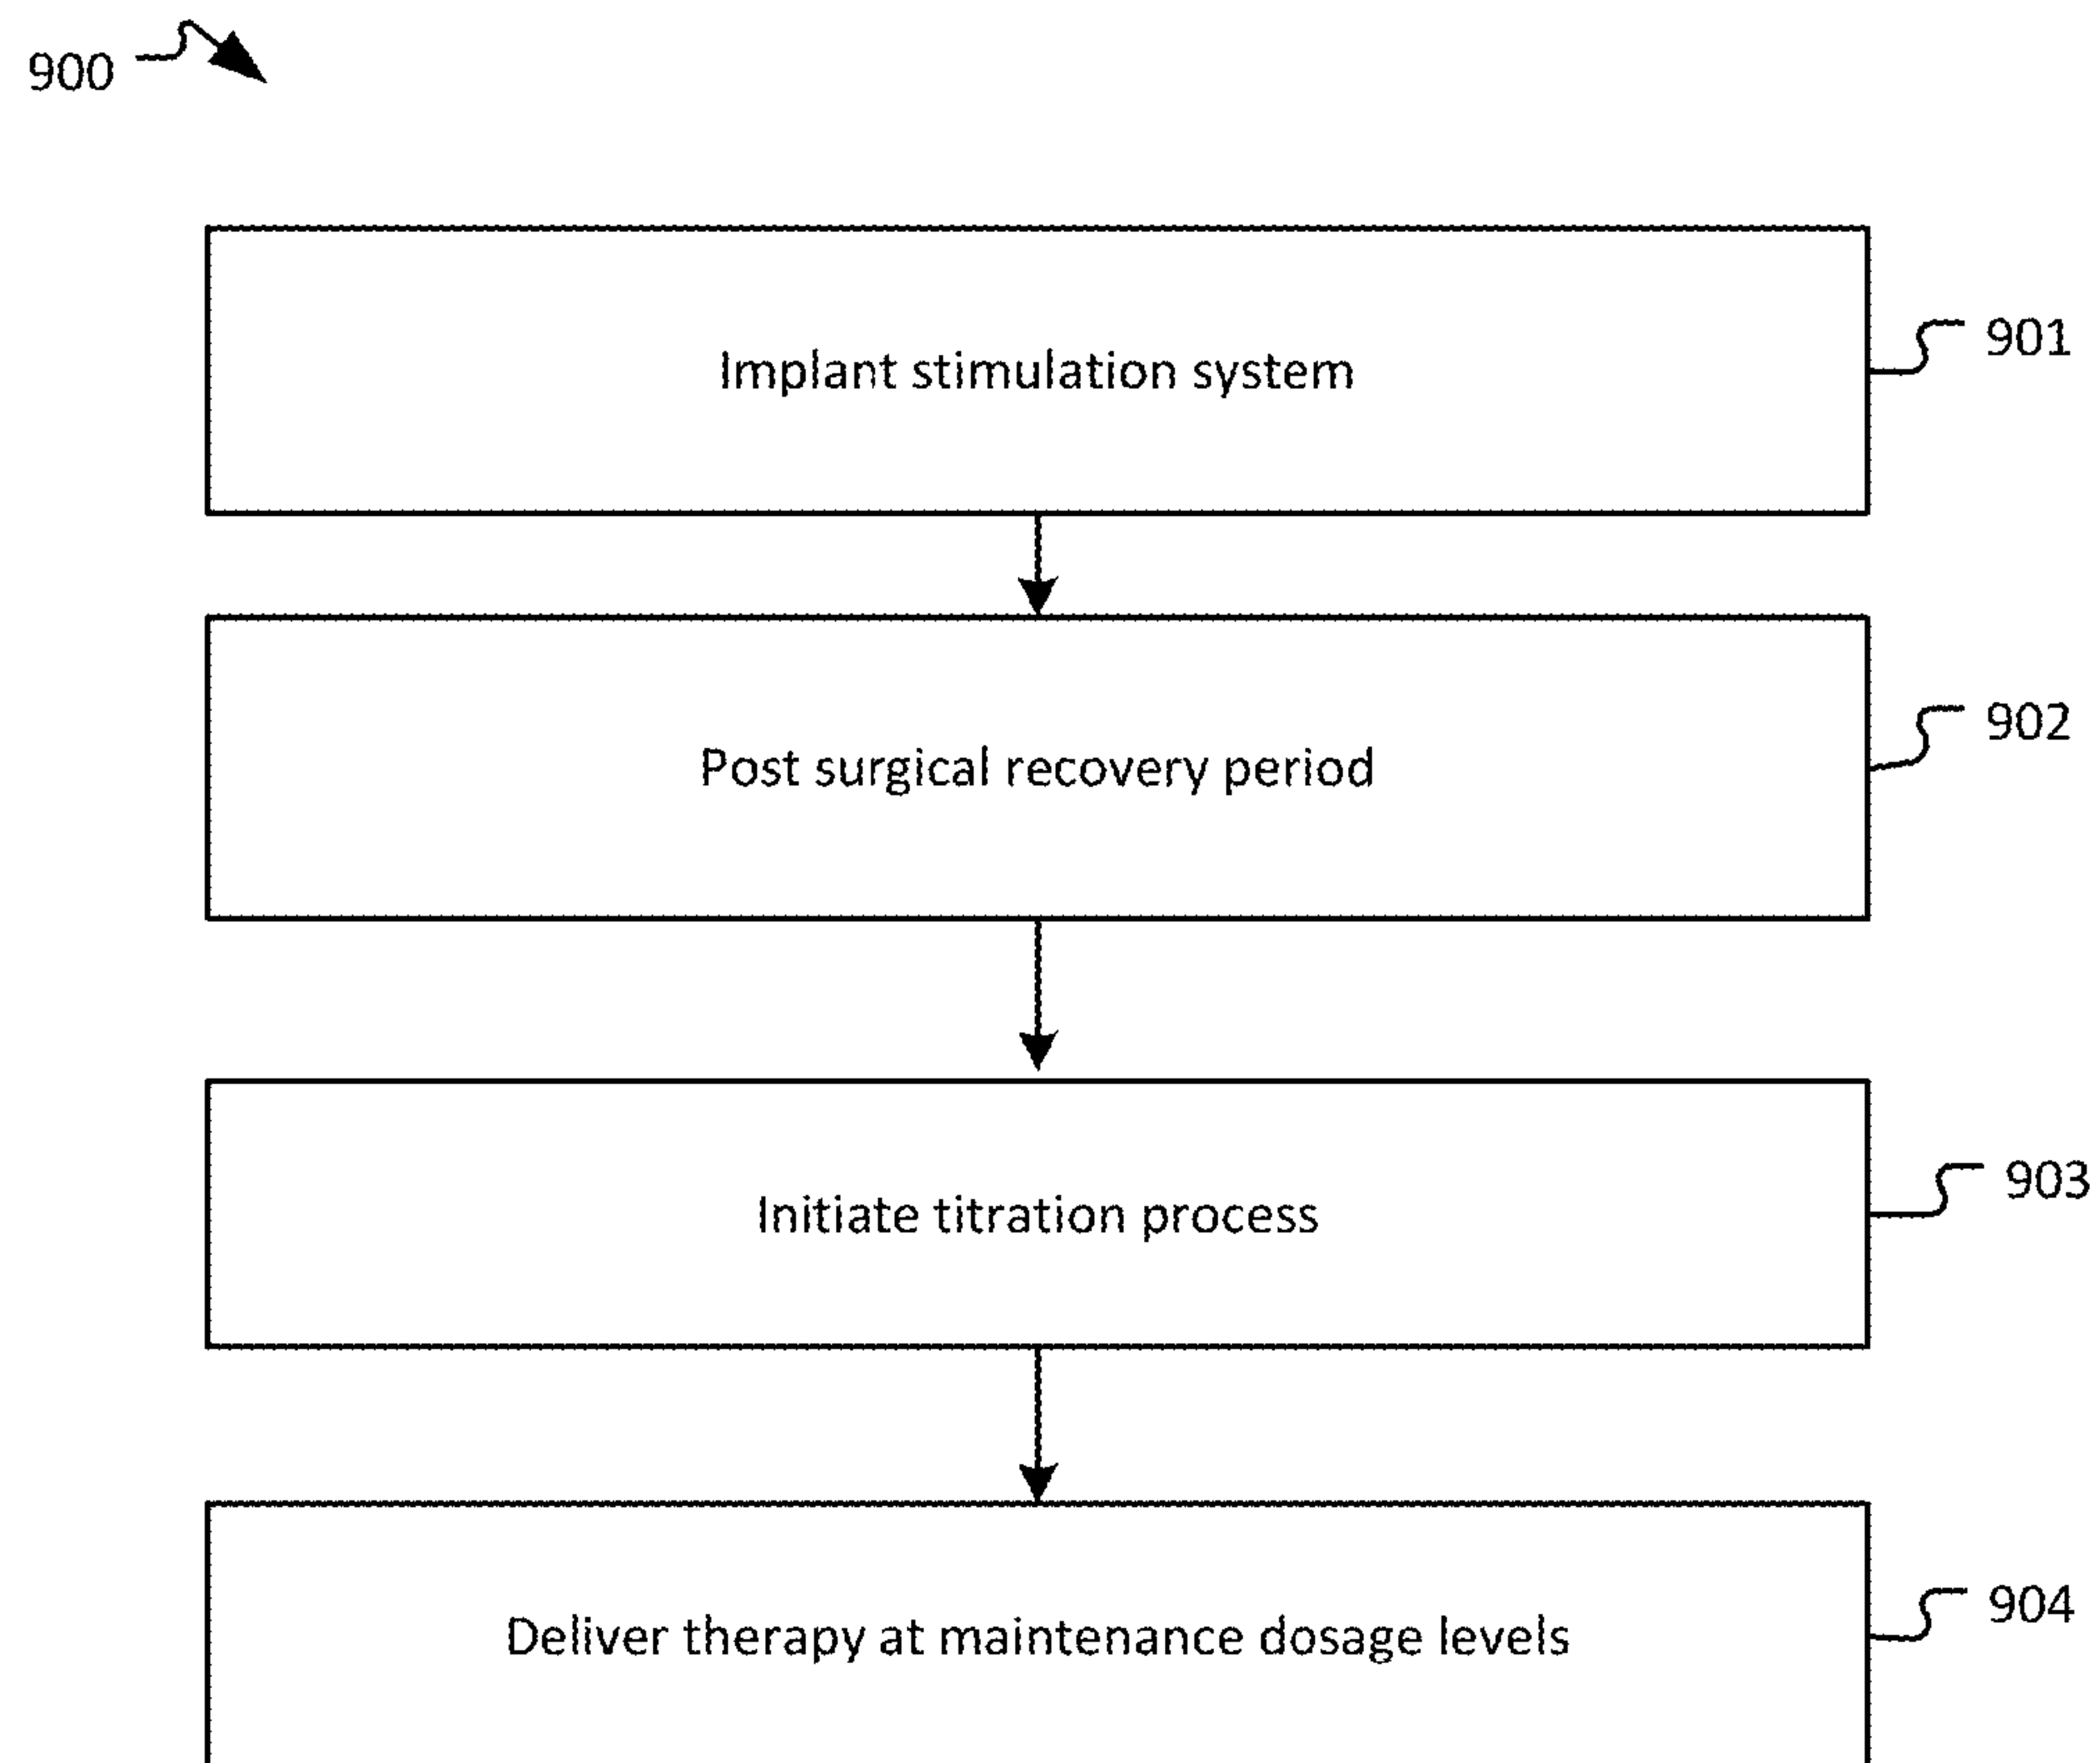 900
Implant stimulation system
901
Post surgical recovery period
902
Initiate titration process
903
Deliver therapy at maintenance dosage levels
904